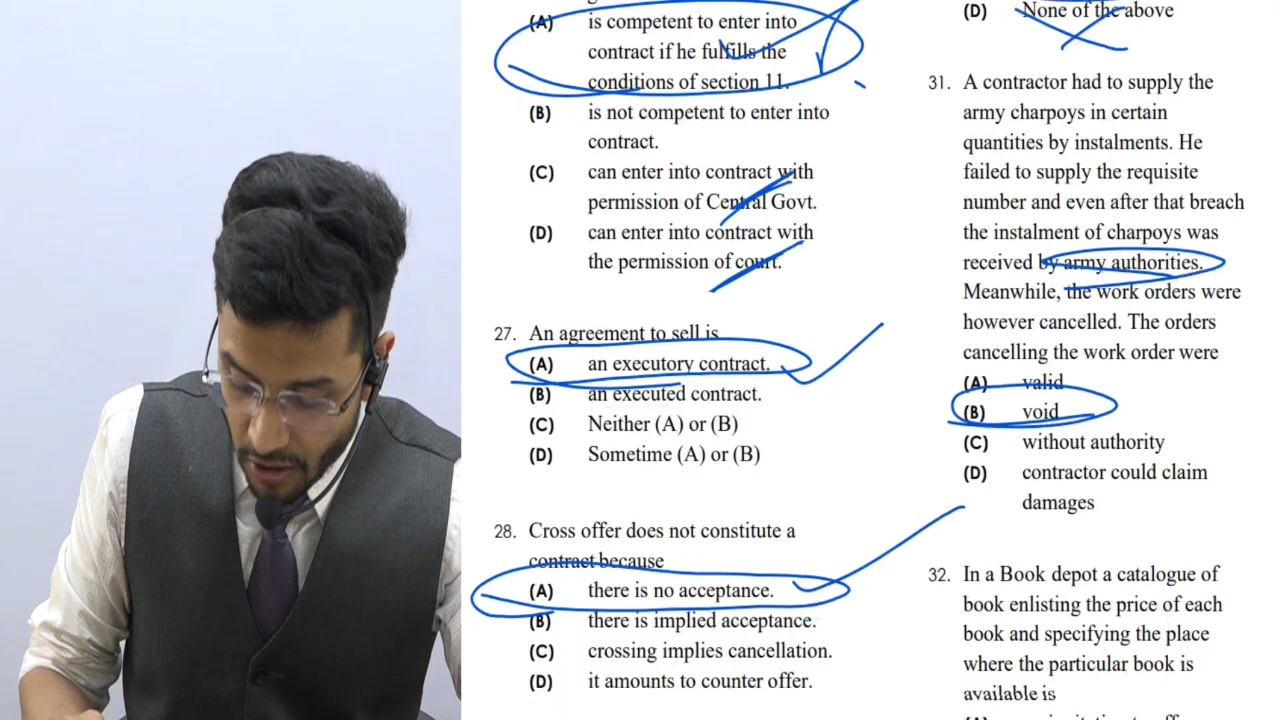 (A) is competent to enter into
contract if he fulfills the
conditions of section 11.
(B) is not competent to enter into
contract.
(C) can enter into contract with
permission of Central Govt.
(D) can enter into contract with
the permission of court.
27. An agreement to sell is
(A) an executory contract.
(B) an executed contract.
(C) Neither (A) or (B)
(D) Sometime (A) or (B)
28. Cross offer does not constitute a
contract because
(A) there is no acceptance.
(B) there is implied acceptance.
(C) crossing implies cancellation.
(D) it amounts to counter offer.
(D) None of the above
31. A contractor had to supply the
army charpoys in certain
quantities by instalments. He
failed to supply the requisite
number and even after that breach
the instalment of charpoys was
received by army authorities.
Meanwhile, the work orders were
however cancelled. The orders
cancelling the work order were
(A) valid
(B) void
(C) without authority
(D) contractor could claim
damages
32. In a Book depot a catalogue of
book enlisting the price of each
book and specifying the place
where the particular book is
available is